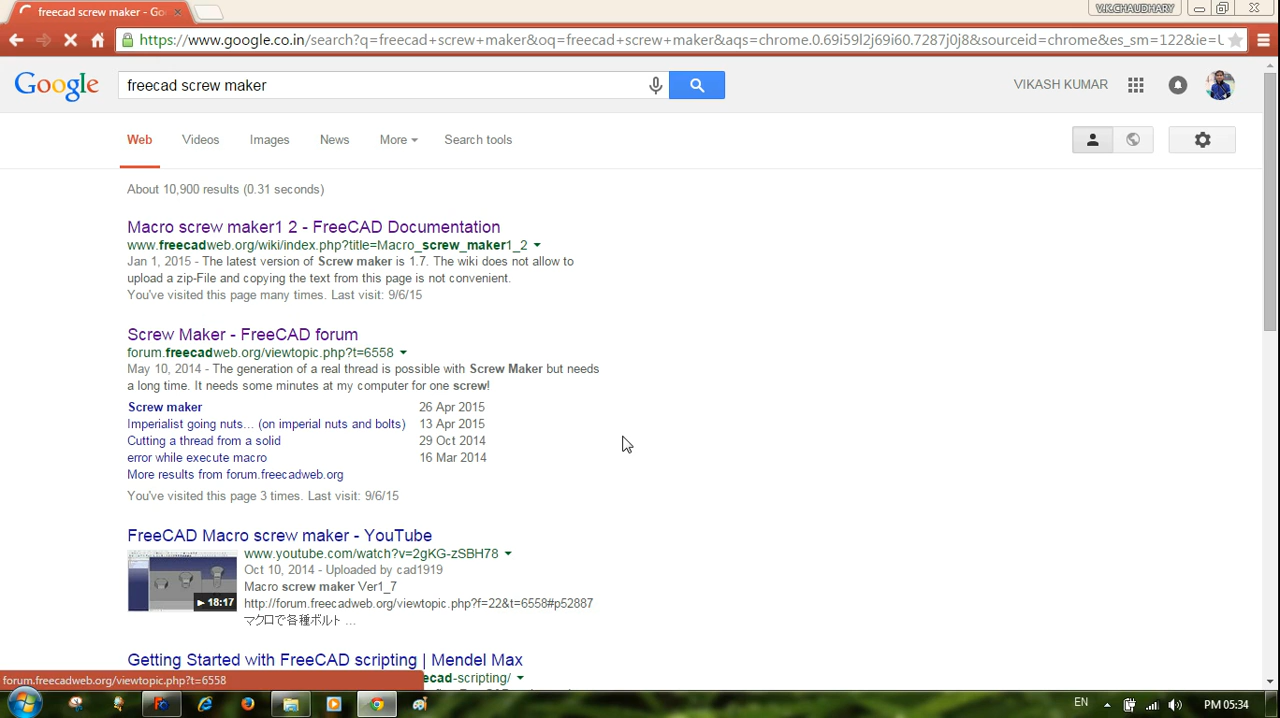 freecad screw maker - Go
V.K.CHAUDHARY
https://www.google.co.in/search?q=freecad+screw+maker&oq=freecad+screw+maker&aqs=chrome.0.69i59l2j69i60.7287j0j8&sourceid=chrome&es_sm=122&ie=U
Google
freecad screw maker
VIKASH KUMAR
Web Videos Images News More Search tools
About 10,900 results (0.31 seconds)
Macro screw maker1 2 - FreeCAD Documentation
www.freecadweb.org/wiki/index.php?title=Macro_screw_maker1_2
Jan 1, 2015 - The latest version of Screw maker is 1.7. The wiki does not allow to
upload a zip-File and copying the text from this page is not convenient.
You've visited this page many times. Last visit: 9/6/15
Screw Maker - FreeCAD forum
forum.freecadweb.org/viewtopic.php?t=6558
May 10, 2014 - The generation of a real thread is possible with Screw Maker but needs
a long time. It needs some minutes at my computer for one screw!
Screw maker 26 Apr 2015
Imperialist going nuts... (on imperial nuts and bolts) 13 Apr 2015
Cutting a thread from a solid 29 Oct 2014
error while execute macro 16 Mar 2014
More results from forum.freecadweb.org
You've visited this page 3 times. Last visit: 9/6/15
FreeCAD Macro screw maker - YouTube
www.youtube.com/watch?v=2gKG-zSBH78
Oct 10, 2014 - Uploaded by cad1919
Macro screw maker Ver1_7
18:17
http://forum.freecadweb.org/viewtopic.php?f=22&t=6558#p52887
マクロで各種ボルト ...
Getting Started with FreeCAD scripting | Mendel Max
ecad-scripting/
forum.freecadweb.org/viewtopic.php?t=6558
EN
PM 05:34